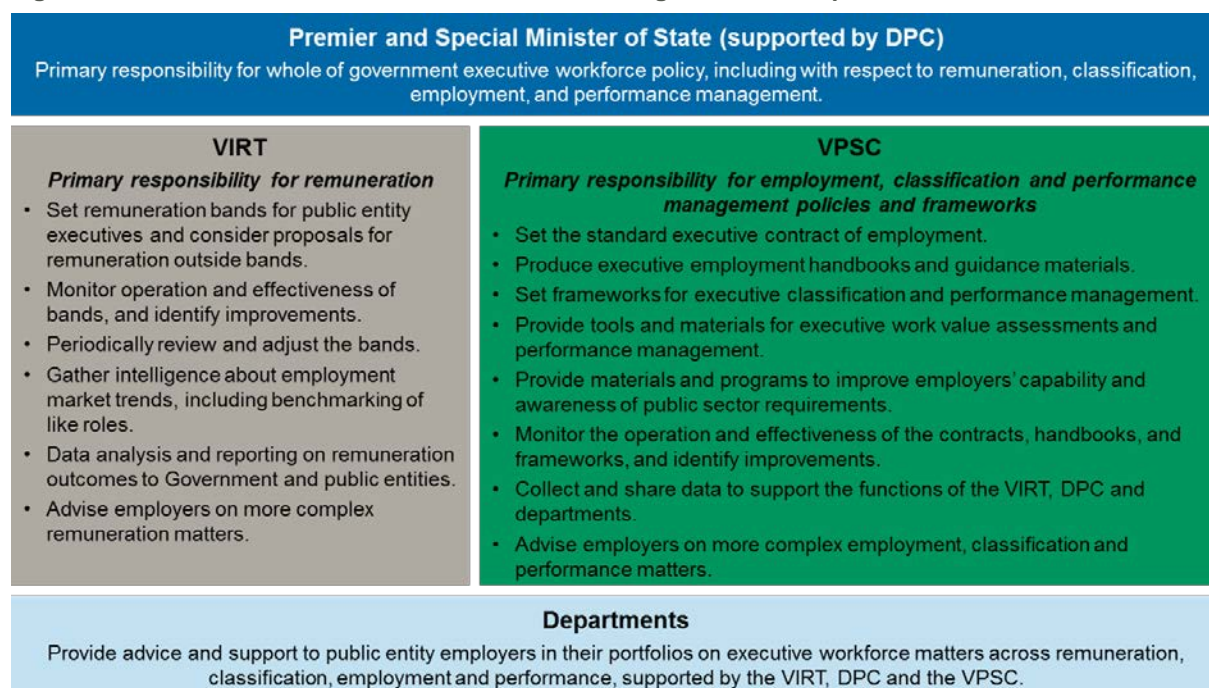 Premier and Special Minister of State (supported by DPC)
Primary responsibility for whole of government executive workforce policy, including with respect to remuneration, classification,
employment, and performance management.
VIRT
Primary responsibility for remuneration
• Set remuneration bands for public entity
executives and consider proposals for
remuneration outside bands.
• Monitor operation and effectiveness of
bands, and identify improvements.
• Periodically review and adjust the bands.
• Gather intelligence about employment
market trends, including benchmarking of
like roles.
• Data analysis and reporting on remuneration
outcomes to Government and public entities.
• Advise employers on more complex
remuneration matters.
VPSC
Primary responsibility for employment, classification and performance
management policies and frameworks
• Set the standard executive contract of employment.
• Produce executive employment handbooks and guidance materials.
• Set frameworks for executive classification and performance management.
• Provide tools and materials for executive work value assessments and
performance management.
• Provide materials and programs to improve employers' capability and
awareness of public sector requirements.
• Monitor the operation and effectiveness of the contracts, handbooks, and
frameworks, and identify improvements.
• Collect and share data to support the functions of the VIRT, DPC and
departments.
• Advise employers on more complex employment, classification and
performance matters.
Departments
Provide advice and support to public entity employers in their portfolios on executive workforce matters across remuneration,
classification, employment and performance, supported by the VIRT, DPC and the VPSC.